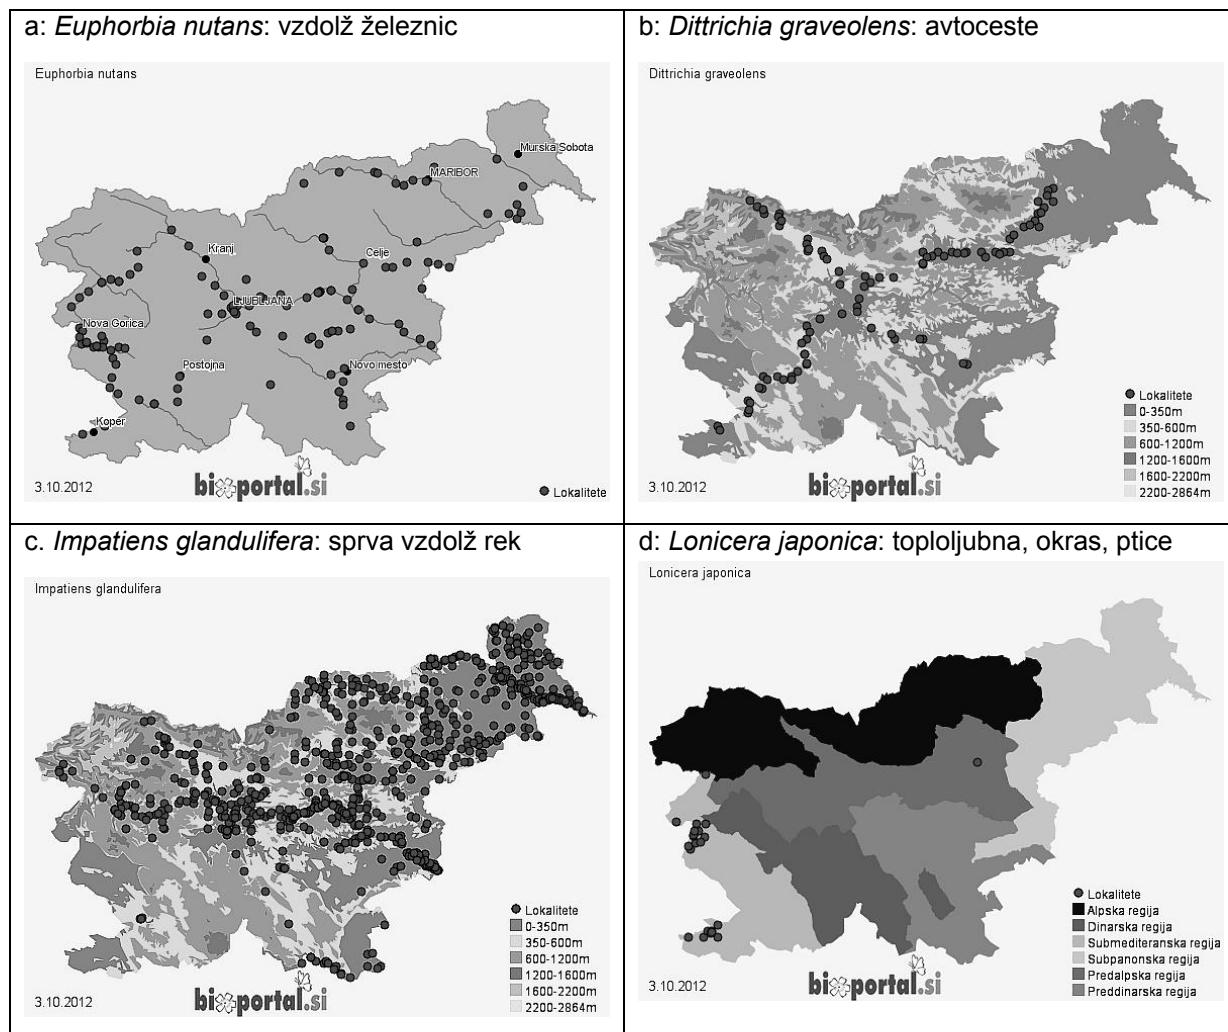 a: Euphorbia nutans: vzdolž železnic
Euphorbia nutans
Murska Sobota
MARIBOR
Kranj
Celje
LJUBLJANA
Nova Gorica
Postojna
Novo mesto
Koper
3.10.2012
bioportal.si
Lokalitete
b: Dittrichia graveolens: avtoceste
Dittrichia graveolens
Lokalitete
0-350m
350-600m
600-1200m
1200-1600m
1600-2200m
2200-2864m
3.10.2012
bioportal.si
c. Impatiens glandulifera: sprva vzdolž rek
Impatiens glandulifera
Lokalitete
0-350m
350-600m
600-1200m
1200-1600m
1600-2200m
2200-2864m
3.10.2012
bioportal.si
d: Lonicera japonica: toploljubna, okras, ptice
Lonicera japonica
Lokalitete
Alpska regija
Dinarska regija
Submediteranska regija
Subpanonska regija
Predalpska regija
Preddinarska regija
3.10.2012
bioportal.si